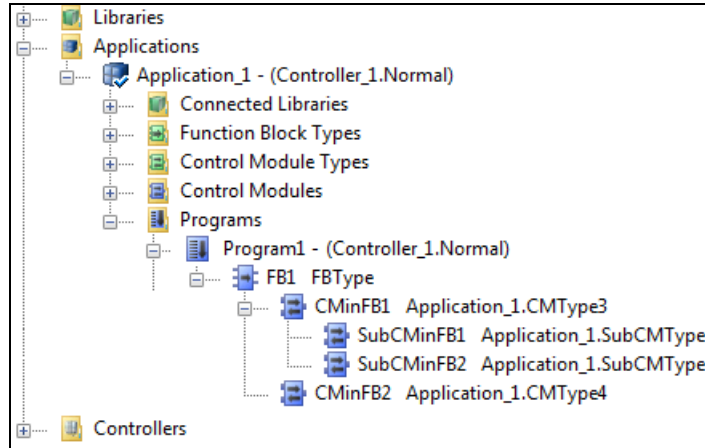 Libraries
Applications
Application_1 - (Controller_1.Normal)
Connected Libraries
Function Block Types
Control Module Types
Control Modules
Programs
Program1 - (Controller_1.Normal)
FB1 FBType
CMinFB1 Application_1.CMType3
SubCMinFB1 Application_1.SubCMType
SubCMinFB2 Application_1.SubCMType
CMinFB2 Application_1.CMType4
Controllers